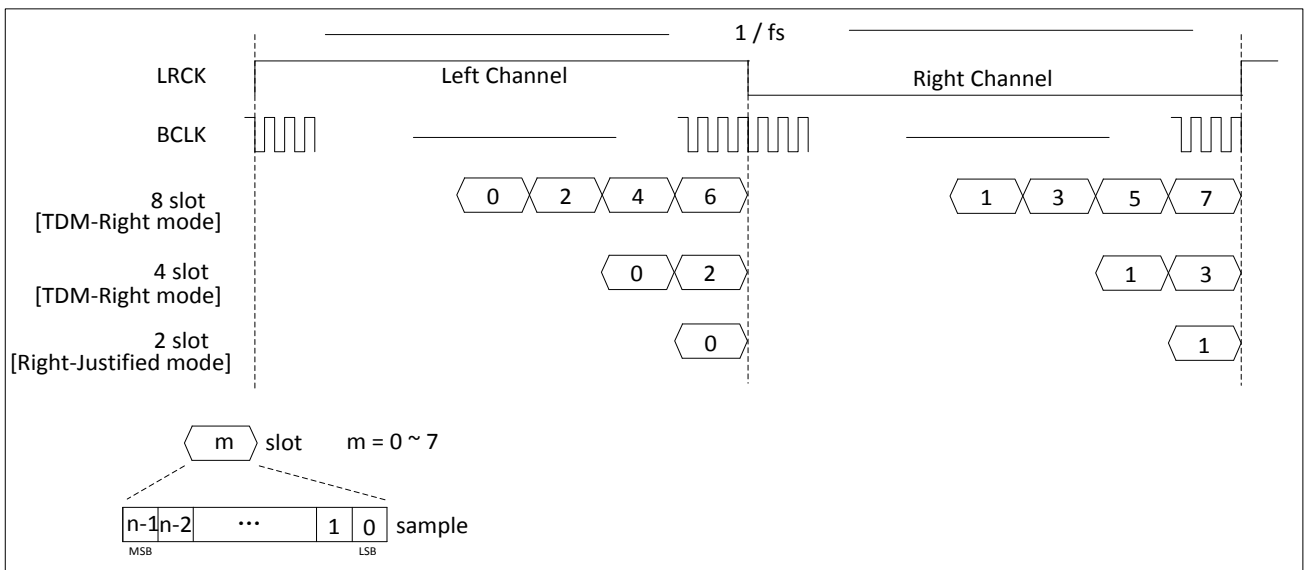 1 / fs
LRCK Left Channel Right Channel
BCLK
8 slot 0 2 4 6 1 3 5 7
[TDM-Right mode]
4 slot 0 2 1 3
[TDM-Right mode]
2 slot 0 1
[Right-Justified mode]
m slot m = 0 ~ 7
n-1 n-2 ... 1 0 sample
MSB LSB